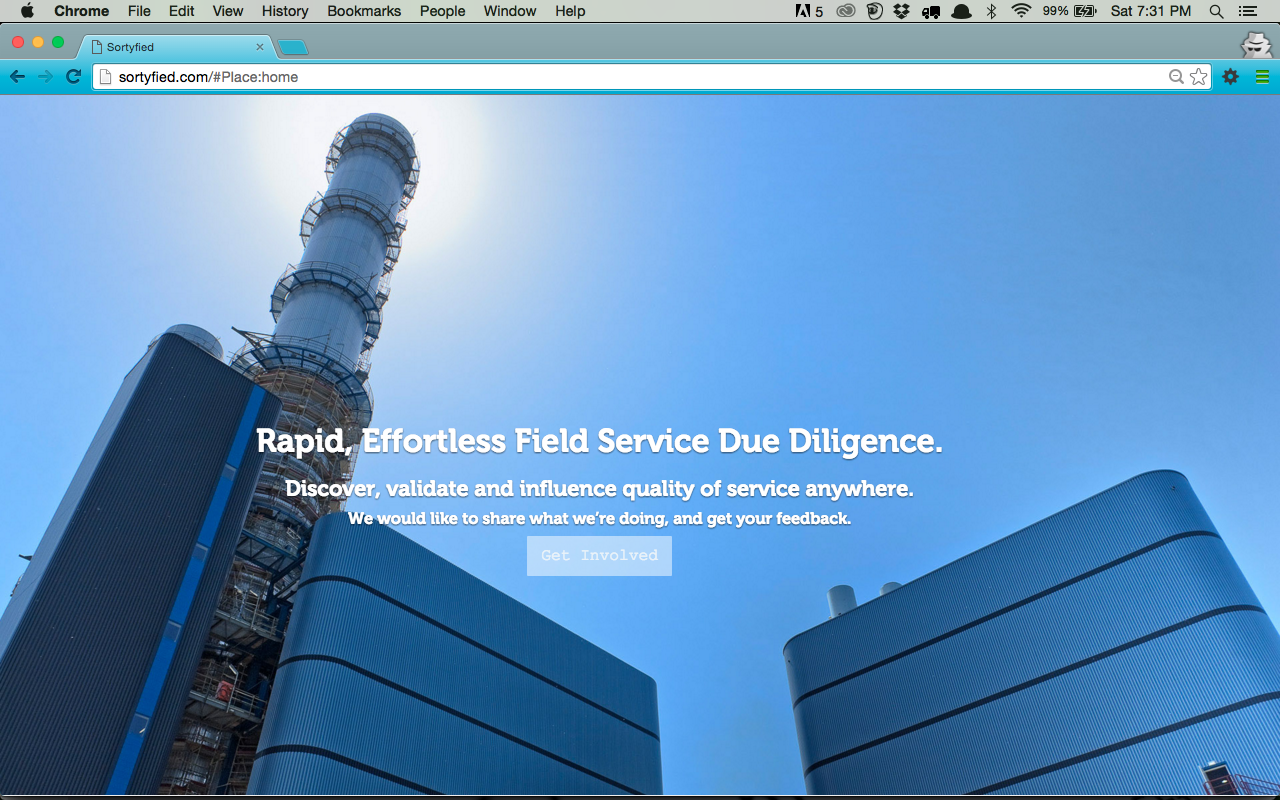 Chrome File Edit View History Bookmarks People Window Help 5 99% Sat 7:31 PM
Sortyfied
sortyfied.com/#Place:home
Rapid, Effortless Field Service Due Diligence.
Discover, validate and influence quality of service anywhere.
We would like to share what we’re doing, and get your feedback.
Get Involved